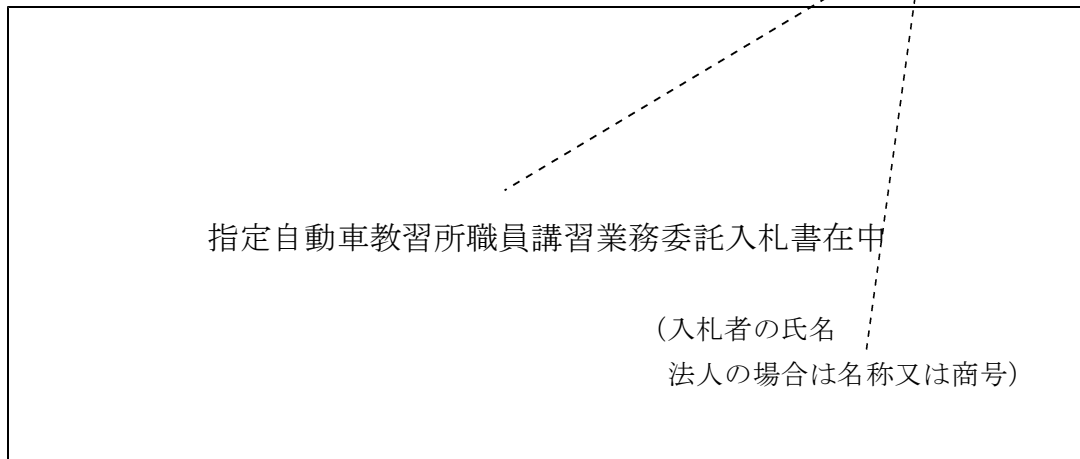 指定自動車教習所職員講習業務委託入札書在中
（入札者の氏名
法人の場合は名称又は商号）